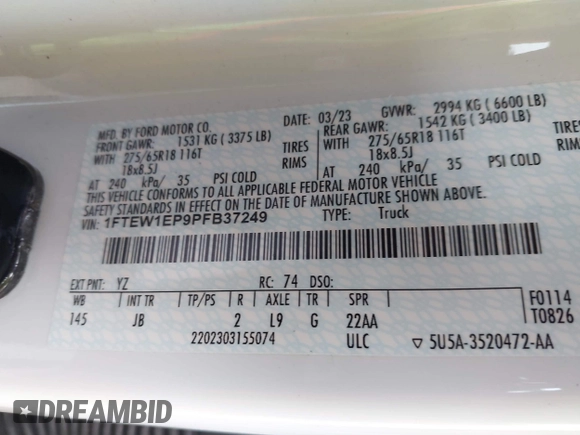 MFD. BY FORD MOTOR CO. DATE: 03/23 GVWR: 2994 KG ( 6600 LB)
FRONT GAWR: 1531 KG ( 3375 LB) REAR GAWR: 1542 KG ( 3400 LB)
WITH 275/65R18 116T TIRES WITH 275/65R18 116T TIRES
18x8.5J RIMS 18x8.5J RIMS
AT 240 kPa/ 35 PSI COLD AT 240 kPa/ 35 PSI COLD
THIS VEHICLE CONFORMS TO ALL APPLICABLE FEDERAL MOTOR VEHICLE
SAFETY STANDARDS IN EFFECT ON THE DATE OF MANUFACTURE SHOWN ABOVE.
VIN: 1FTEW1EP9PFB37249 TYPE: Truck
EXT PNT: YZ RC: 74 DSO:
WB INT TR TP/PS R AXLE TR SPR F0114
145 JB 2 L9 G 22AA T0826
2202303155074 ULC ▽ 5U5A-3520472-AA
DREAMBID